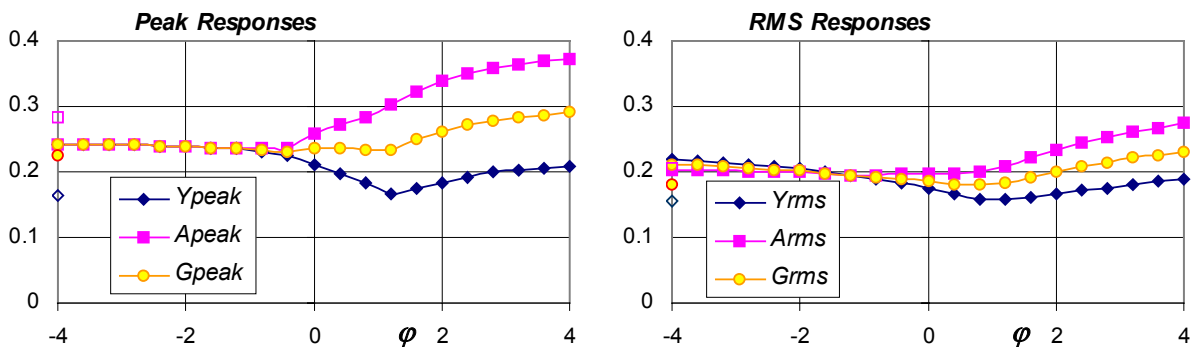 Peak Responses
0.4
0.3
0.2
0.1
0
-4 -2 0 φ 2 4
Ypeak
Apeak
Gpeak
RMS Responses
0.4
0.3
0.2
0.1
0
-4 -2 0 φ 2 4
Yrms
Arms
Grms